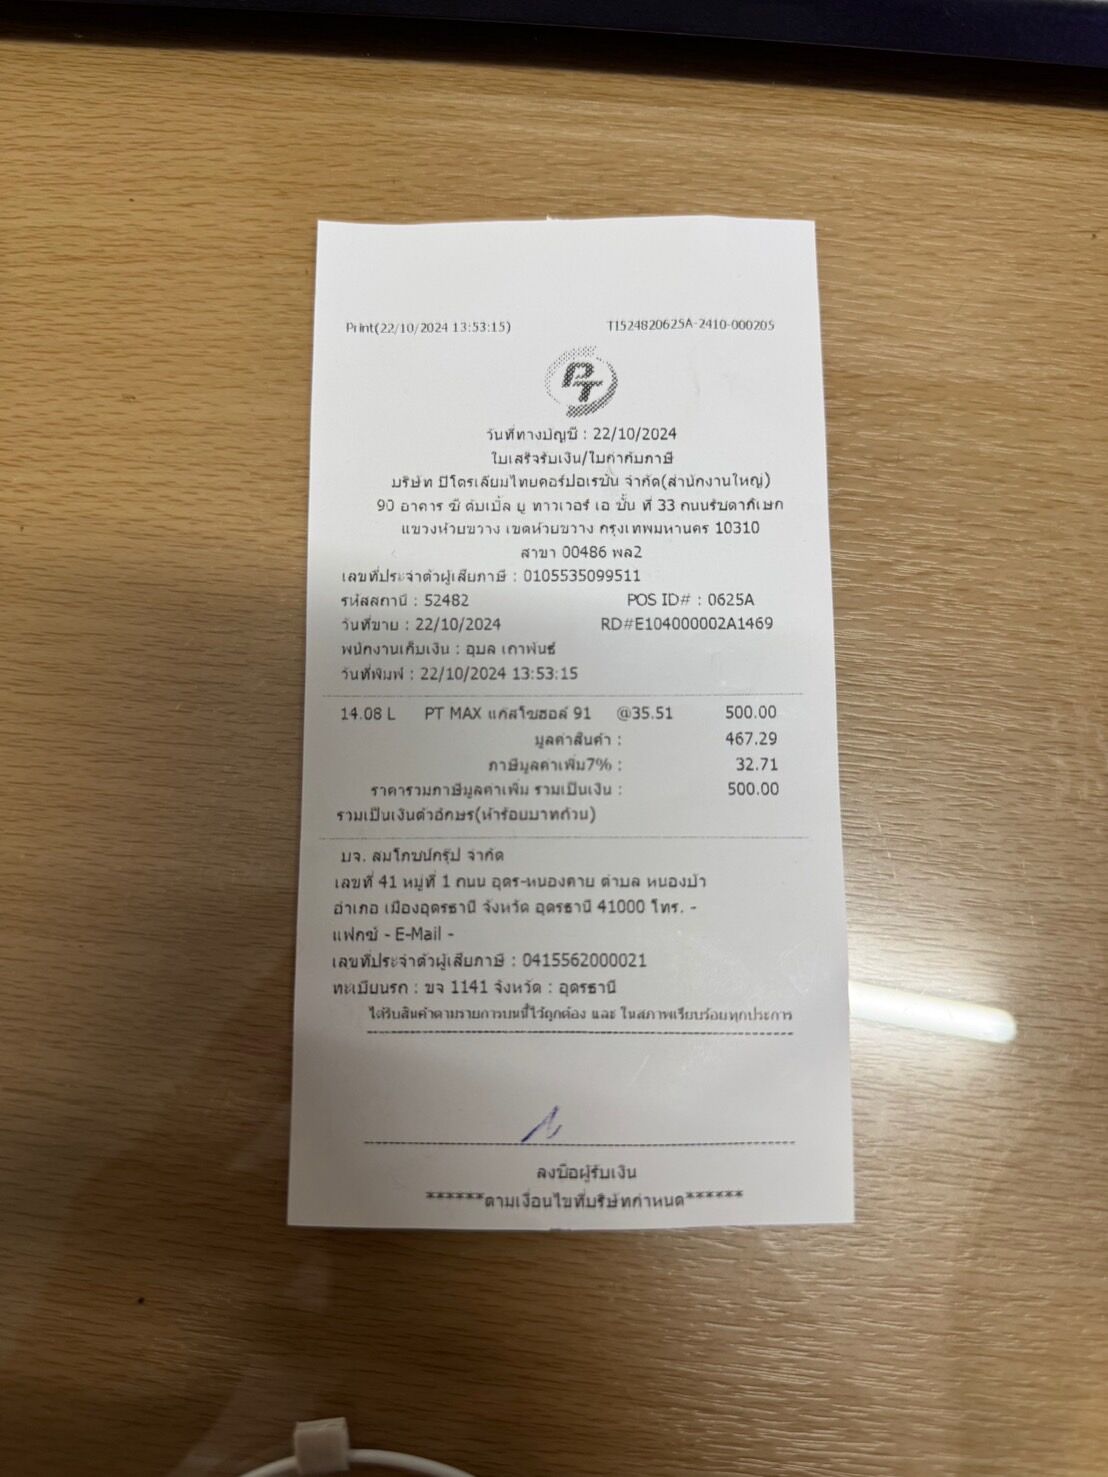 Print(22/10/2024 13:53:15) TI524820625A-2410-000205
PT
วันที่ทางบัญชี : 22/10/2024
ใบเสร็จรับเงิน/ใบกำกับภาษี
บริษัท ปิโตรเลียมไทยคอร์ปอเรชั่น จำกัด(สำนักงานใหญ่)
90 อาคาร ซี ดับเบิ้ล ยู ทาวเวอร์ เอ ชั้น ที่ 33 ถนนรัชดาภิเษก
แขวงห้วยขวาง เขตห้วยขวาง กรุงเทพมหานคร 10310
สาขา 00486 พล2
เลขที่ประจำตัวผู้เสียภาษี : 0105535099511
รหัสสถานี : 52482 POS ID# : 0625A
วันที่ขาย : 22/10/2024 RD#E104000002A1469
พนักงานเก็บเงิน : อุบล เถาพันธ์
วันที่พิมพ์ : 22/10/2024 13:53:15
14.08 L PT MAX แก๊สโซฮอล์ 91 @35.51 500.00
มูลค่าสินค้า : 467.29
ภาษีมูลค่าเพิ่ม7% : 32.71
ราคารวมภาษีมูลค่าเพิ่ม รวมเป็นเงิน : 500.00
รวมเป็นเงินตัวอักษร(ห้าร้อยบาทถ้วน)
บจ. สมโภชน์กรุ๊ป จำกัด
เลขที่ 41 หมู่ที่ 1 ถนน อุดร-หนองคาย ตำบล หนองบัว
อำเภอ เมืองอุดรธานี จังหวัด อุดรธานี 41000 โทร. -
แฟกซ์ - E-Mail -
เลขที่ประจำตัวผู้เสียภาษี : 0415562000021
ทะเบียนรถ : ขจ 1141 จังหวัด : อุดรธานี
ได้รับสินค้าตามรายการบนนี้ไว้ถูกต้อง และ ในสภาพเรียบร้อยทุกประการ
ลงชื่อผู้รับเงิน
******ตามเงื่อนไขที่บริษัทกำหนด******